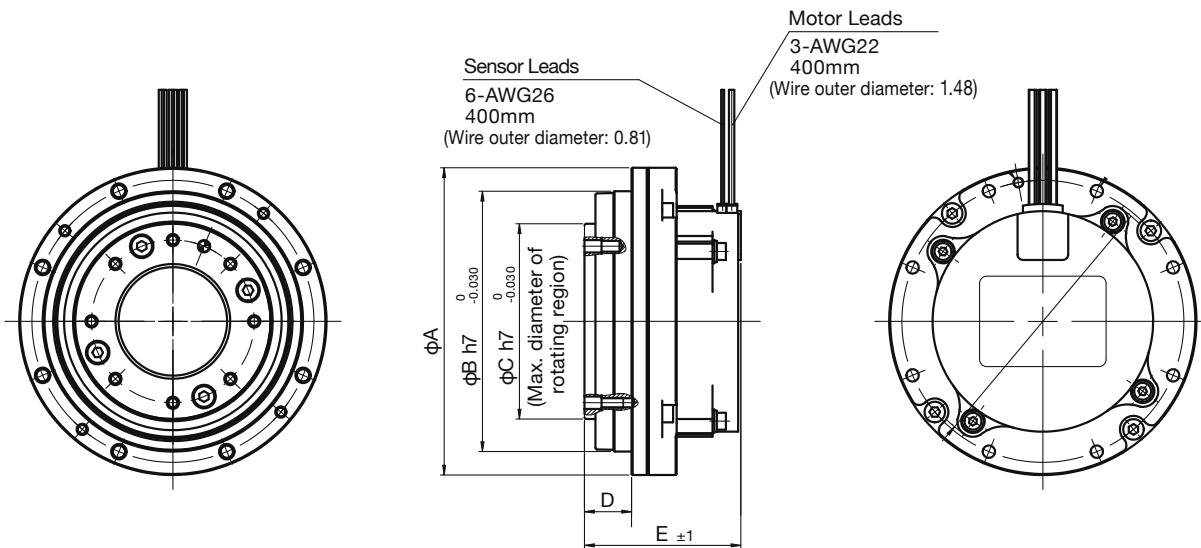 Motor Leads
3-AWG22
400mm
(Wire outer diameter: 1.48)
Sensor Leads
6-AWG26
400mm
(Wire outer diameter: 0.81)
φA
φB h7 0 -0.030
φC h7 0 -0.030
(Max. diameter of
rotating region)
D
E ±1